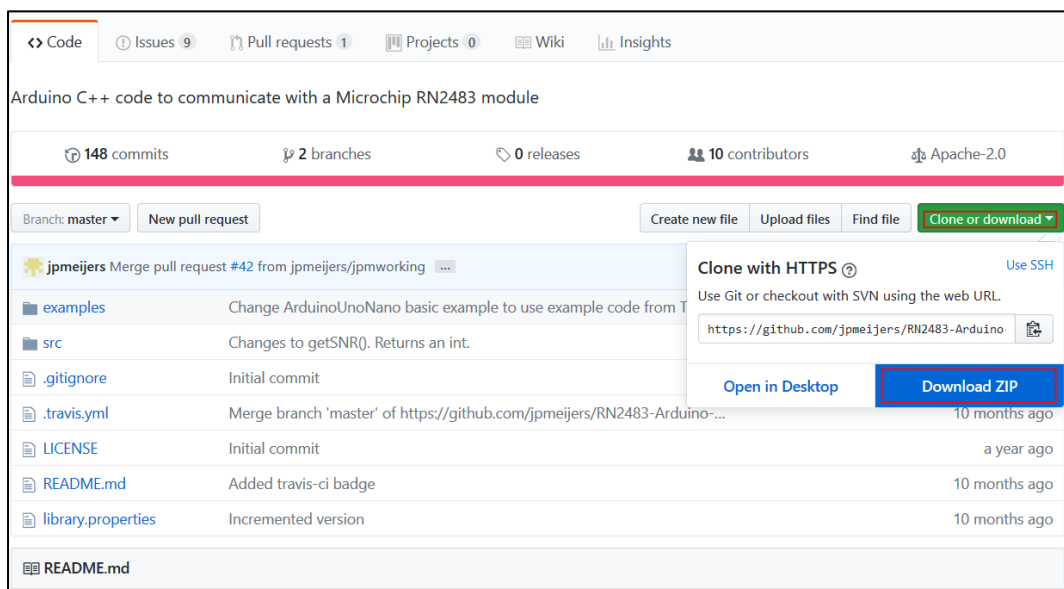 Code Issues 9 Pull requests 1 Projects 0 Wiki Insights
Arduino C++ code to communicate with a Microchip RN2483 module
148 commits 2 branches 0 releases 10 contributors Apache-2.0
Branch: master New pull request Create new file Upload files Find file Clone or download
jpmeijers Merge pull request #42 from jpmeijers/jpmworking ...
Clone with HTTPS Use SSH
Use Git or checkout with SVN using the web URL.
https://github.com/jpmeijers/RN2483-Arduino-
Open in Desktop Download ZIP
examples Change ArduinoUnoNano basic example to use example code from T
src Changes to getSNR(). Returns an int.
.gitignore Initial commit
.travis.yml Merge branch 'master' of https://github.com/jpmeijers/RN2483-Arduino-... 10 months ago
LICENSE Initial commit a year ago
README.md Added travis-ci badge 10 months ago
library.properties Incremented version 10 months ago
README.md